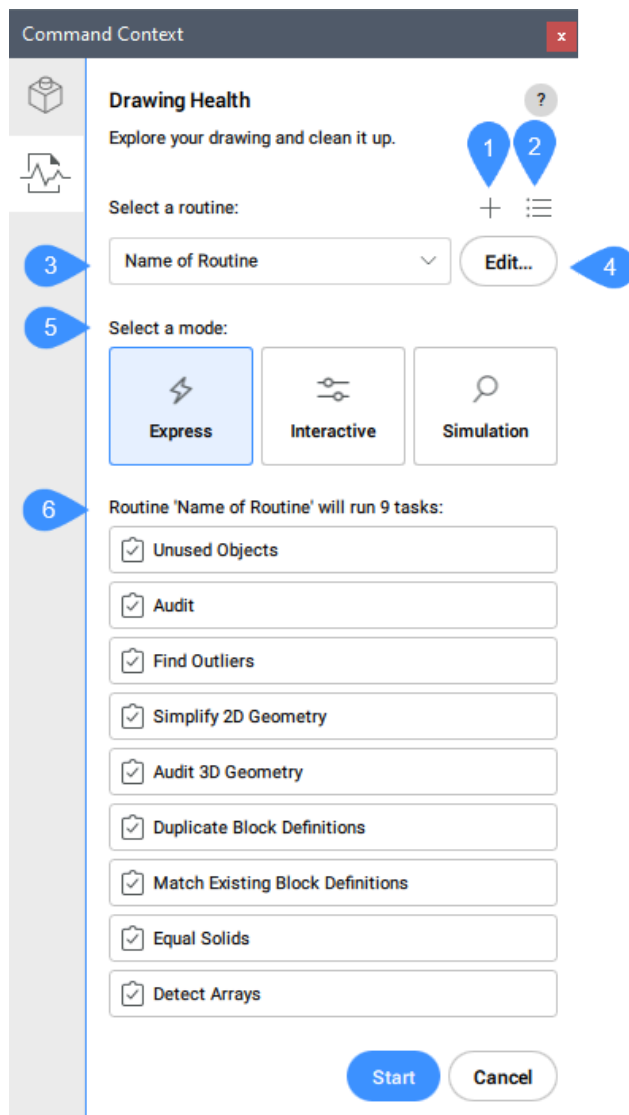 Command Context
x
Drawing Health
?
Explore your drawing and clean it up.
1
2
Select a routine:
3
Name of Routine
Edit...
4
5
Select a mode:
Express
Interactive
Simulation
6
Routine 'Name of Routine' will run 9 tasks:
Unused Objects
Audit
Find Outliers
Simplify 2D Geometry
Audit 3D Geometry
Duplicate Block Definitions
Match Existing Block Definitions
Equal Solids
Detect Arrays
Start
Cancel